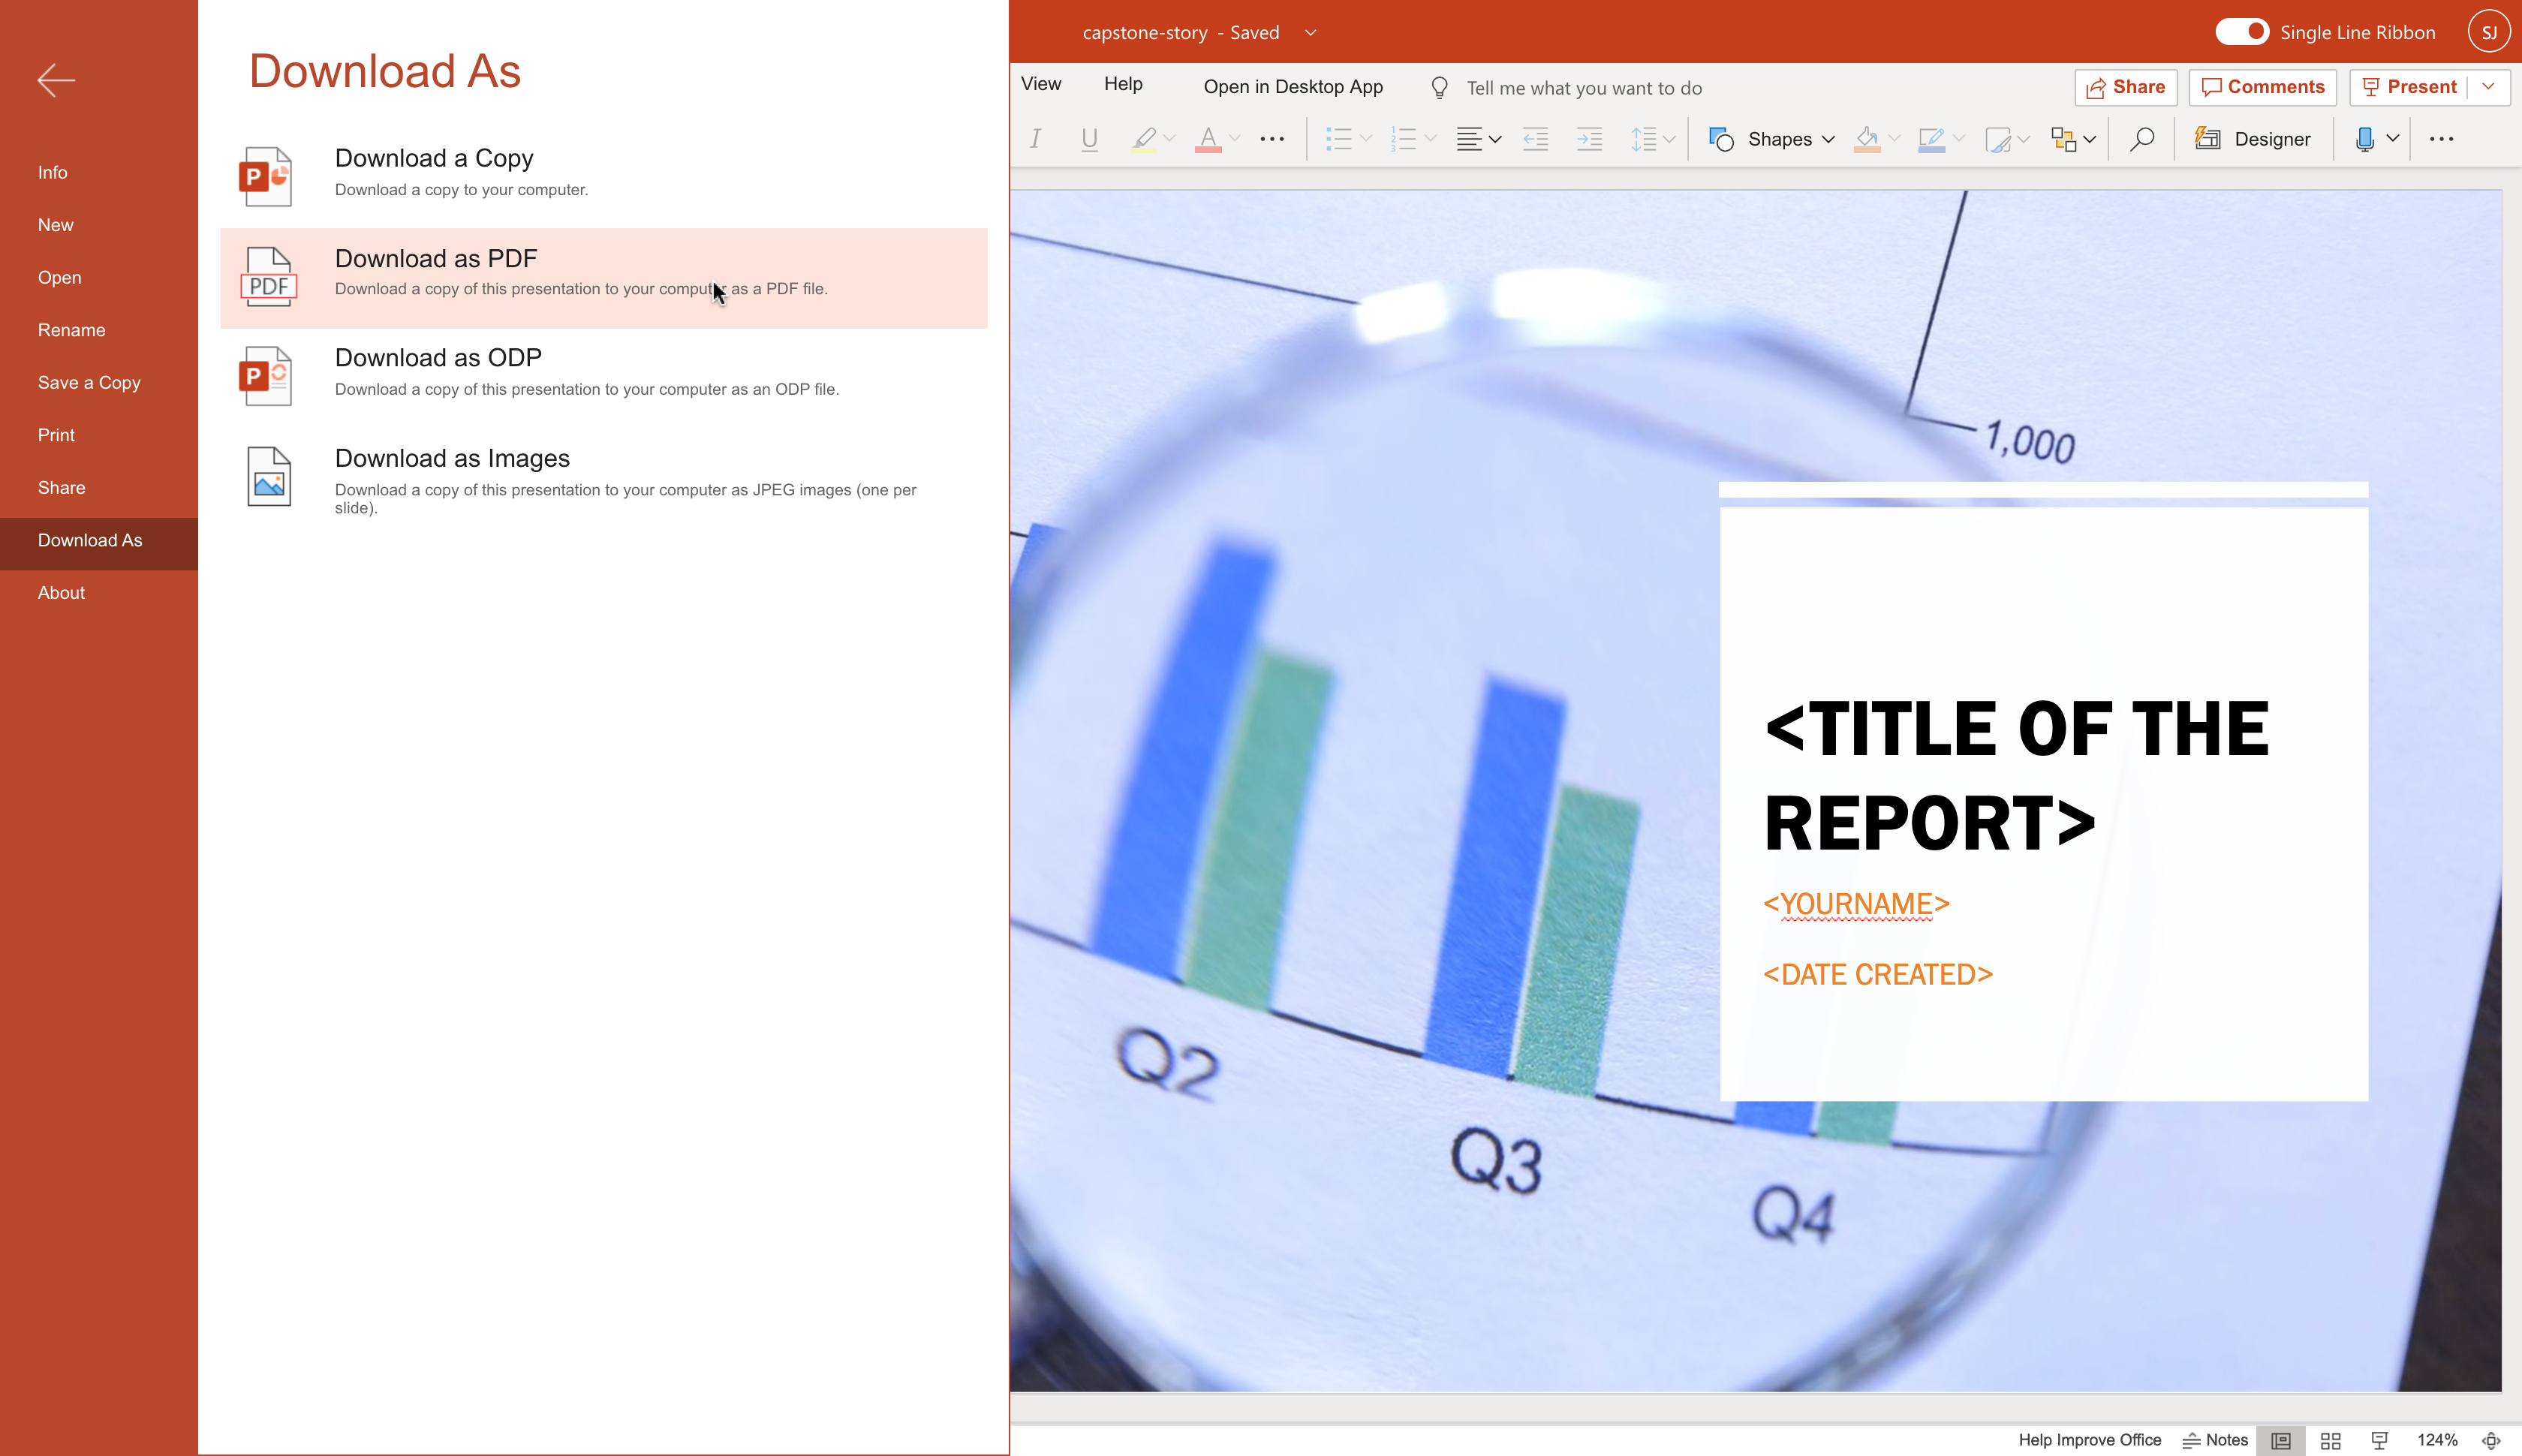 Download As
Info
New
Open
Rename
Save a Copy
Print
Share
Download As
About
Download a Copy
Download a copy to your computer.
PDF
Download as PDF
Download a copy of this presentation to your computer as a PDF file.
Download as ODP
Download a copy of this presentation to your computer as an ODP file.
Download as Images
Download a copy of this presentation to your computer as JPEG images (one per
slide).
capstone-story - Saved
Single Line Ribbon
SJ
View Help Open in Desktop App Tell me what you want to do
Share Comments Present
I U A Shapes Designer
1,000
<TITLE OF THE
REPORT>
<YOURNAME>
<DATE CREATED>
Q2
Q3
Q4
Help Improve Office Notes 124%